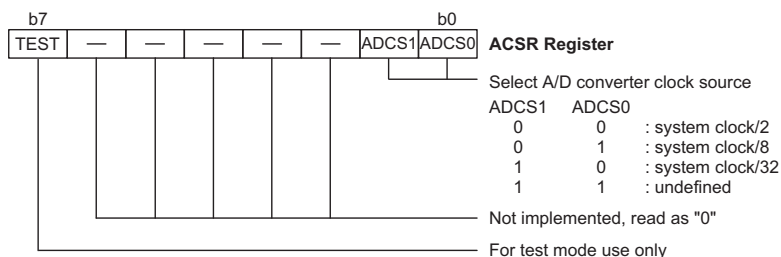 b7 b0
TEST — — — — — ADCS1 ADCS0 ACSR Register
Select A/D converter clock source
ADCS1 ADCS0
0 0 : system clock/2
0 1 : system clock/8
1 0 : system clock/32
1 1 : undefined
Not implemented, read as "0"
For test mode use only